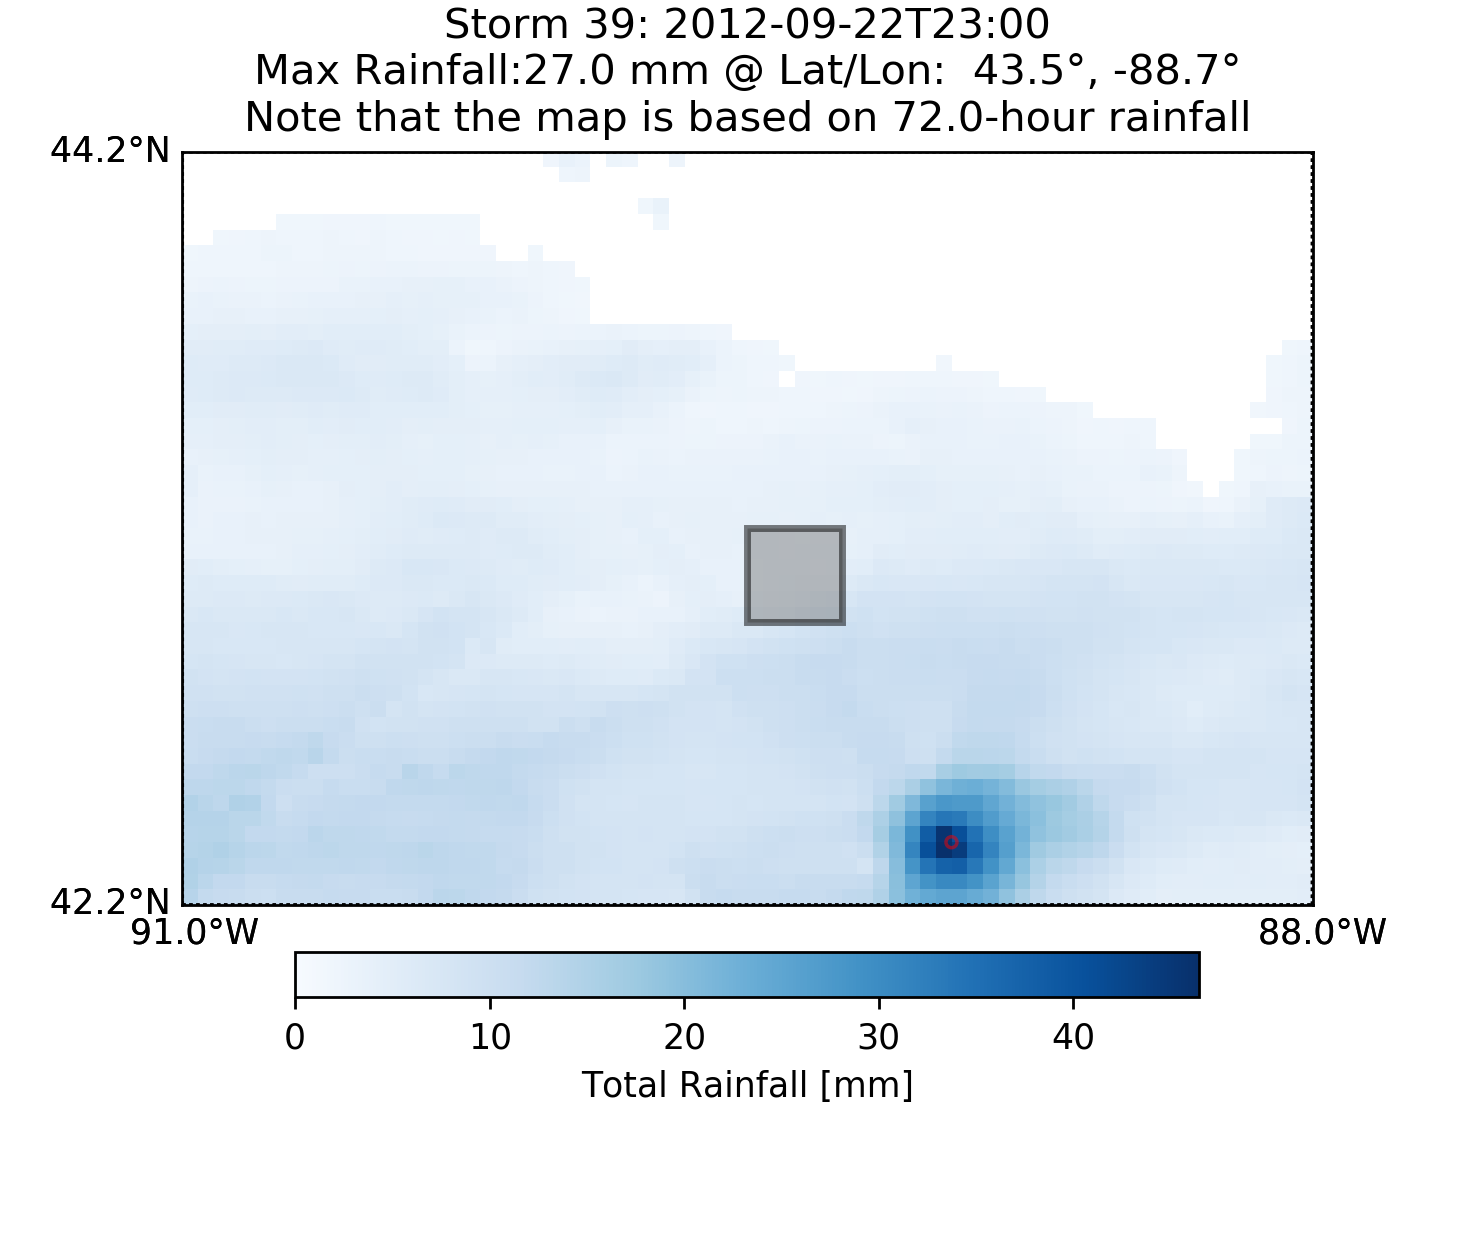 Storm 39: 2012-09-22T23:00
Max Rainfall:27.0 mm @ Lat/Lon:  43.5°, -88.7°
Note that the map is based on 72.0-hour rainfall
44.2°N
42.2°N
91.0°W
88.0°W
0
10
20
30
40
Total Rainfall [mm]